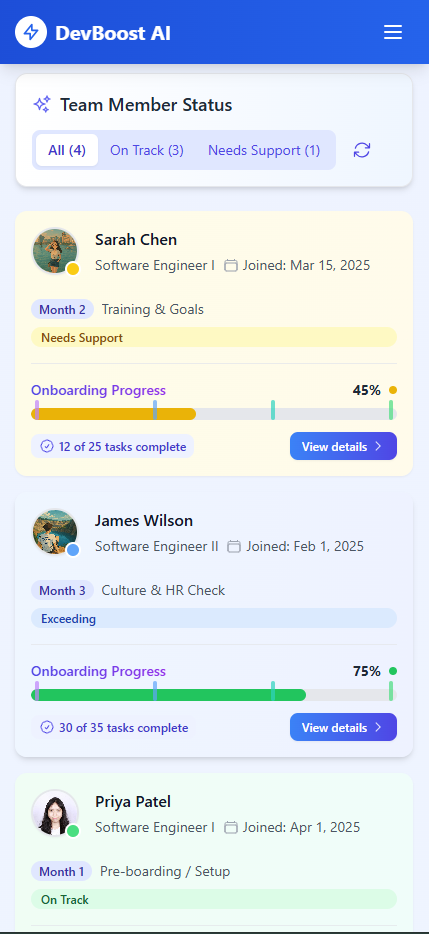 DevBoost AI
Team Member Status
All (4) On Track (3) Needs Support (1)
Sarah Chen
Software Engineer I Joined: Mar 15, 2025
Month 2 Training & Goals
Needs Support
Onboarding Progress 45%
12 of 25 tasks complete View details
James Wilson
Software Engineer II Joined: Feb 1, 2025
Month 3 Culture & HR Check
Exceeding
Onboarding Progress 75%
30 of 35 tasks complete View details
Priya Patel
Software Engineer I Joined: Apr 1, 2025
Month 1 Pre-boarding / Setup
On Track